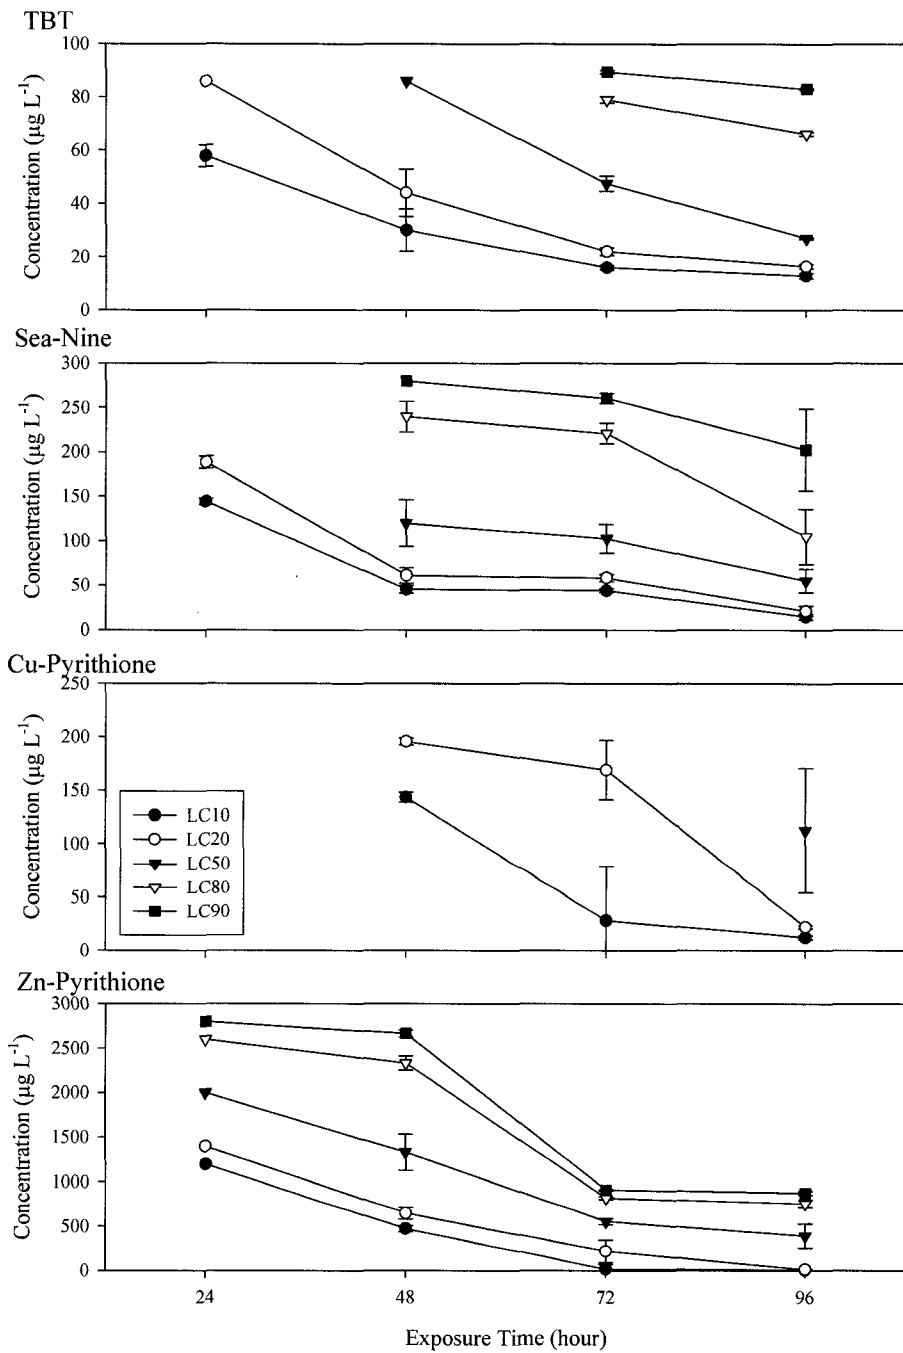 TBT
Concentration (µg L⁻¹)
100
80
60
40
20
0
Sea-Nine
Concentration (µg L⁻¹)
300
250
200
150
100
50
0
Cu-Pyrithione
Concentration (µg L⁻¹)
250
200
150
100
50
0
LC10
LC20
LC50
LC80
LC90
Zn-Pyrithione
Concentration (µg L⁻¹)
3000
2500
2000
1500
1000
500
0
24 48 72 96
Exposure Time (hour)